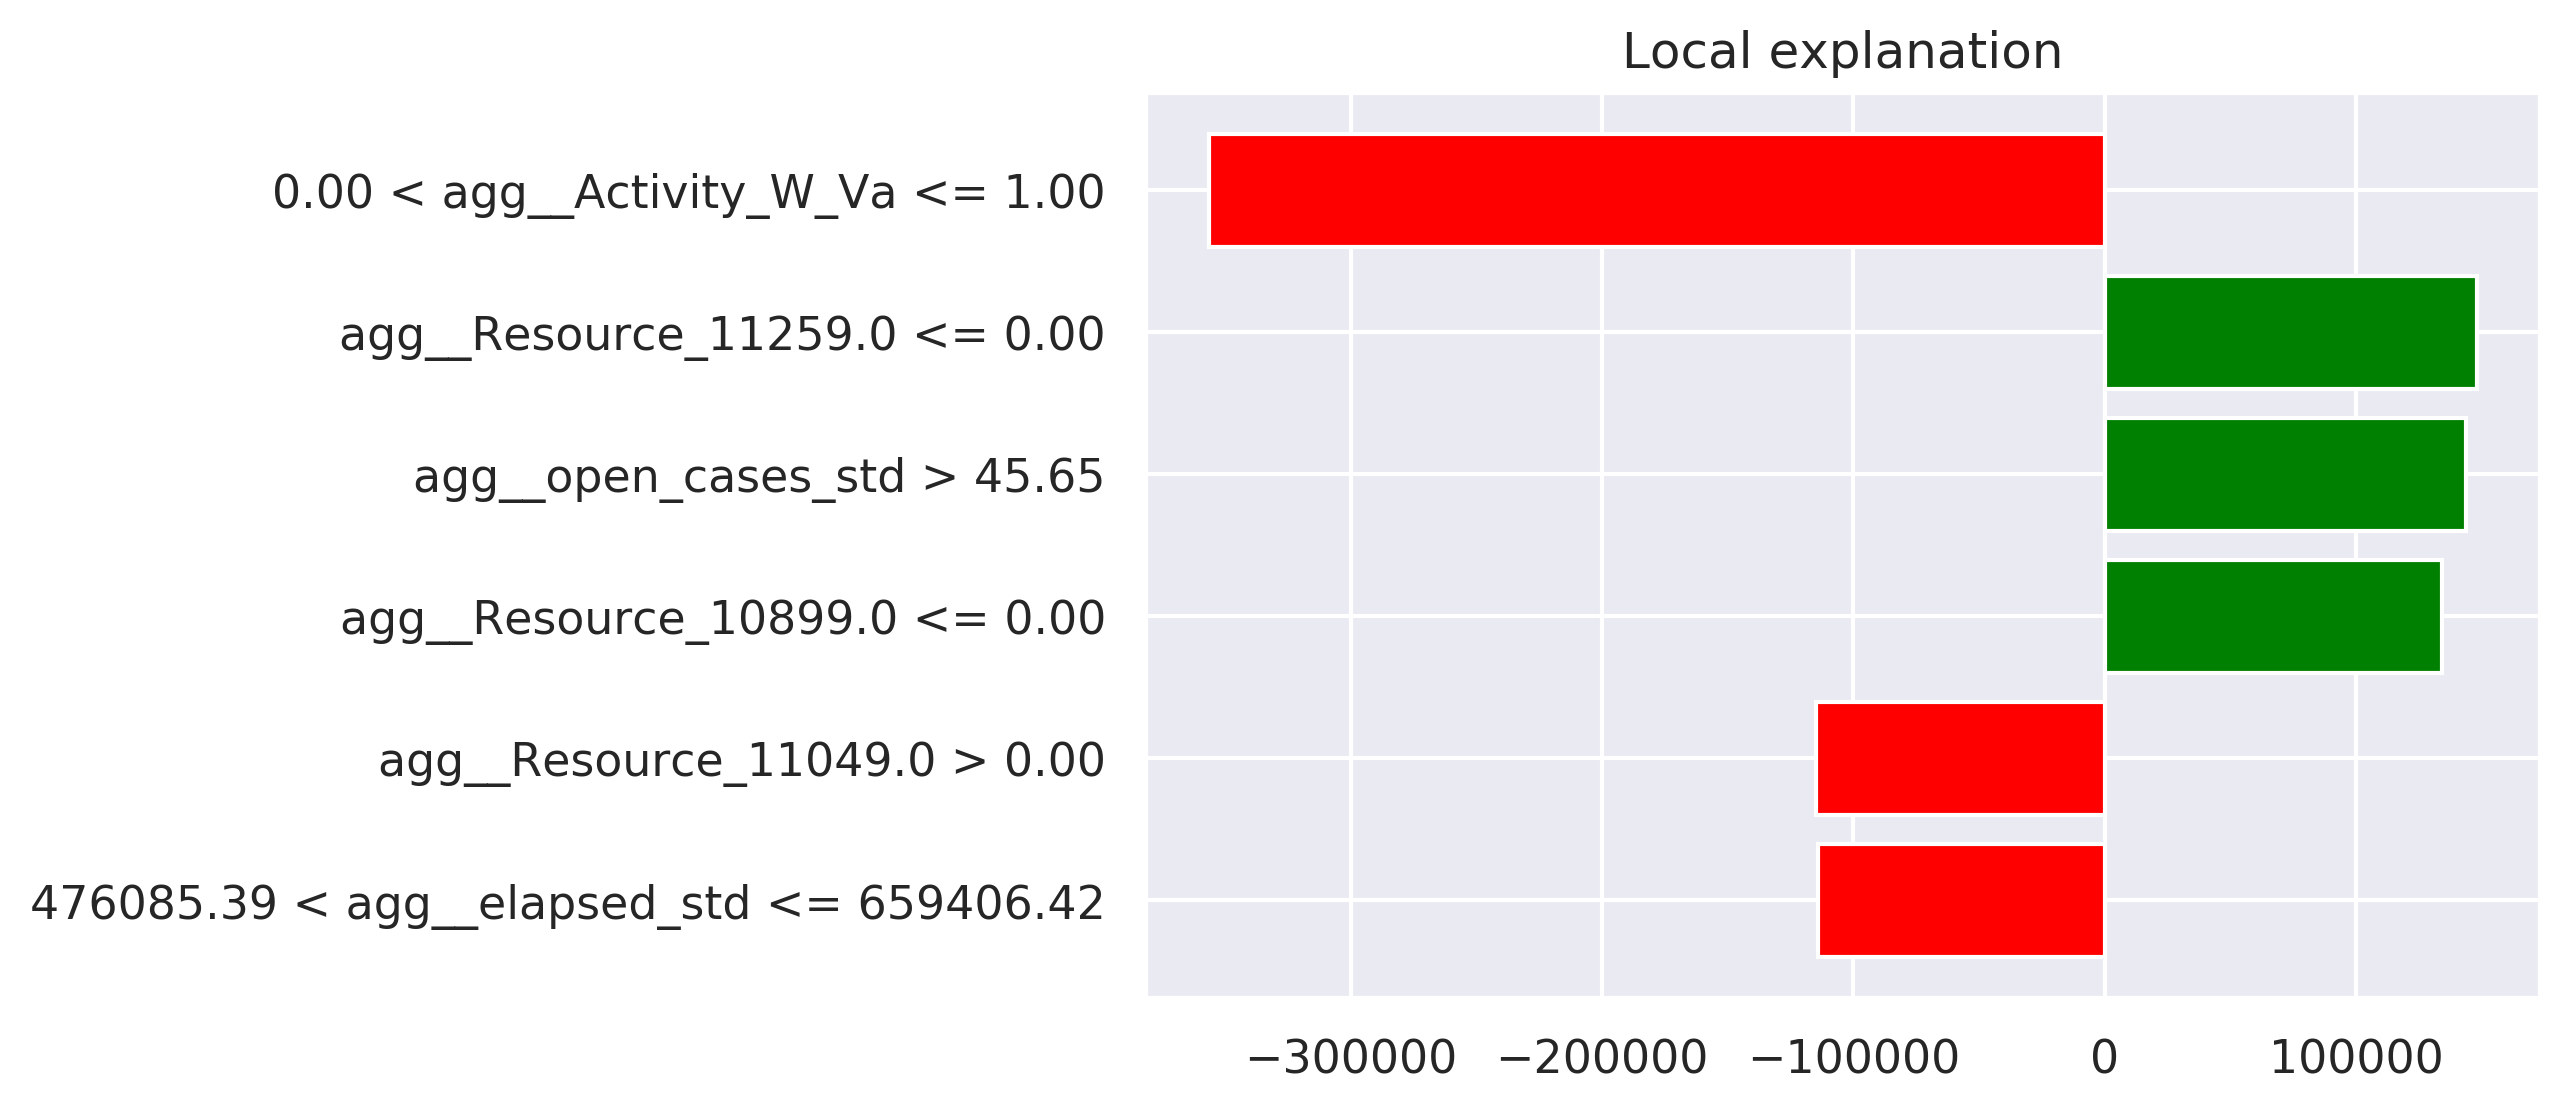 Local explanation
0.00 < agg__Activity_W_Va <= 1.00
agg__Resource_11259.0 <= 0.00
agg__open_cases_std > 45.65
agg__Resource_10899.0 <= 0.00
agg__Resource_11049.0 > 0.00
476085.39 < agg__elapsed_std <= 659406.42
−300000 −200000 −100000 0 100000